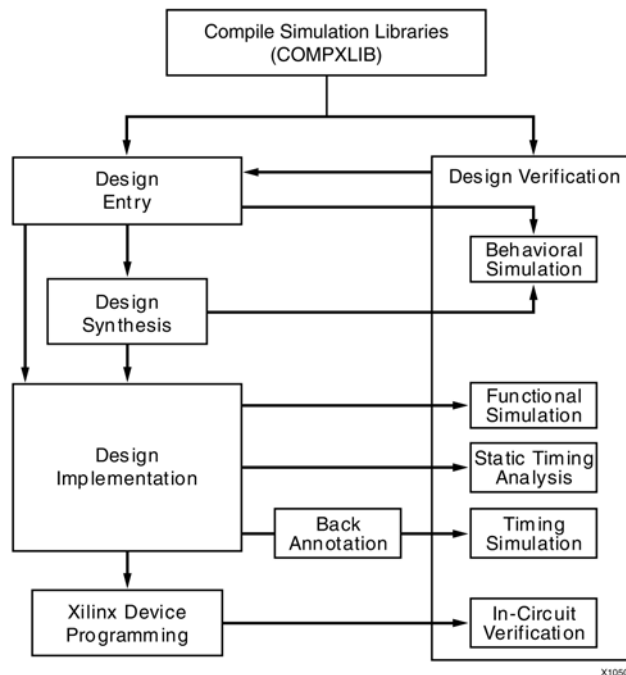 Compile Simulation Libraries
(COMPXLIB)
Design
Entry
Design Verification
Behavioral
Simulation
Design
Synthesis
Functional
Simulation
Design
Implementation
Static Timing
Analysis
Back
Annotation
Timing
Simulation
Xilinx Device
Programming
In-Circuit
Verification